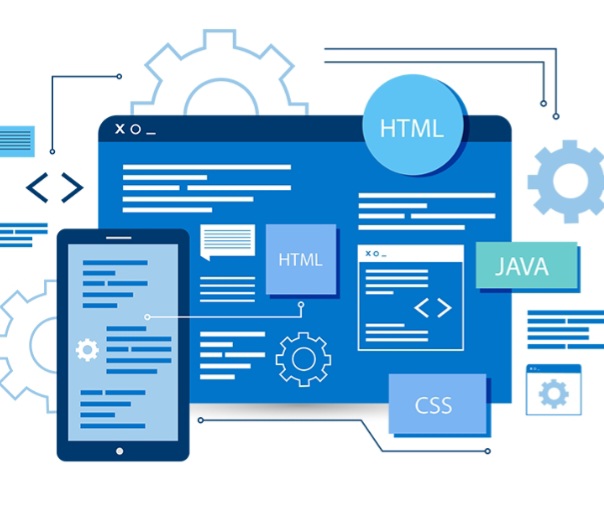 X O _
HTML
HTML
X O _
JAVA
CSS